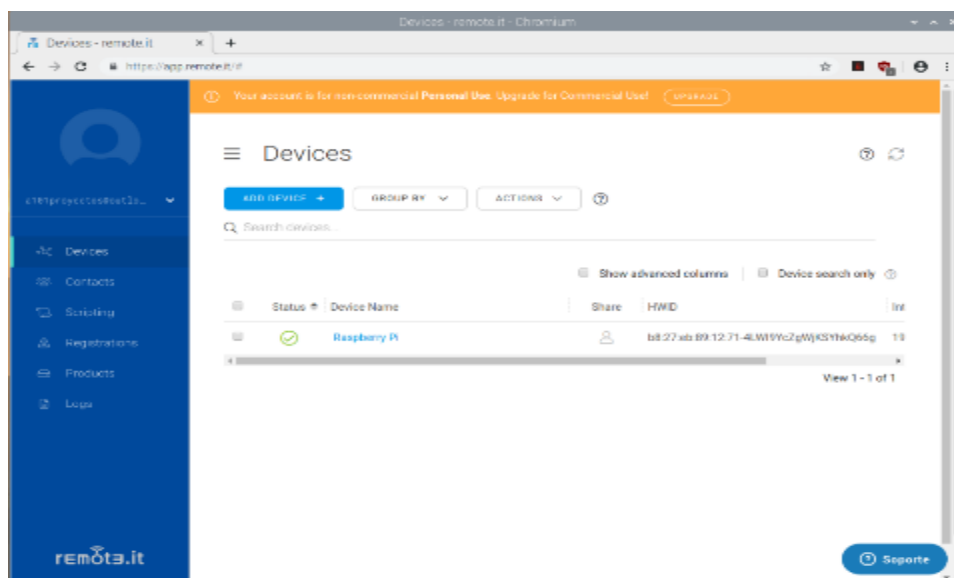 Devices - remote.it - Chromium
Devices - remote.it
https://app.remote.it/#
Your account is for non-commercial Personal Use. Upgrade for Commercial Use! UPGRADE
Devices
ADD DEVICE +
GROUP BY
ACTIONS
Search devices...
Devices
Contacts
Scripting
Registrations
Products
Logs
Show advanced columns
Device search only
Status
Device Name
Share
HWID
Int
Raspberry Pi
19
View 1 - 1 of 1
remote.it
Soporte